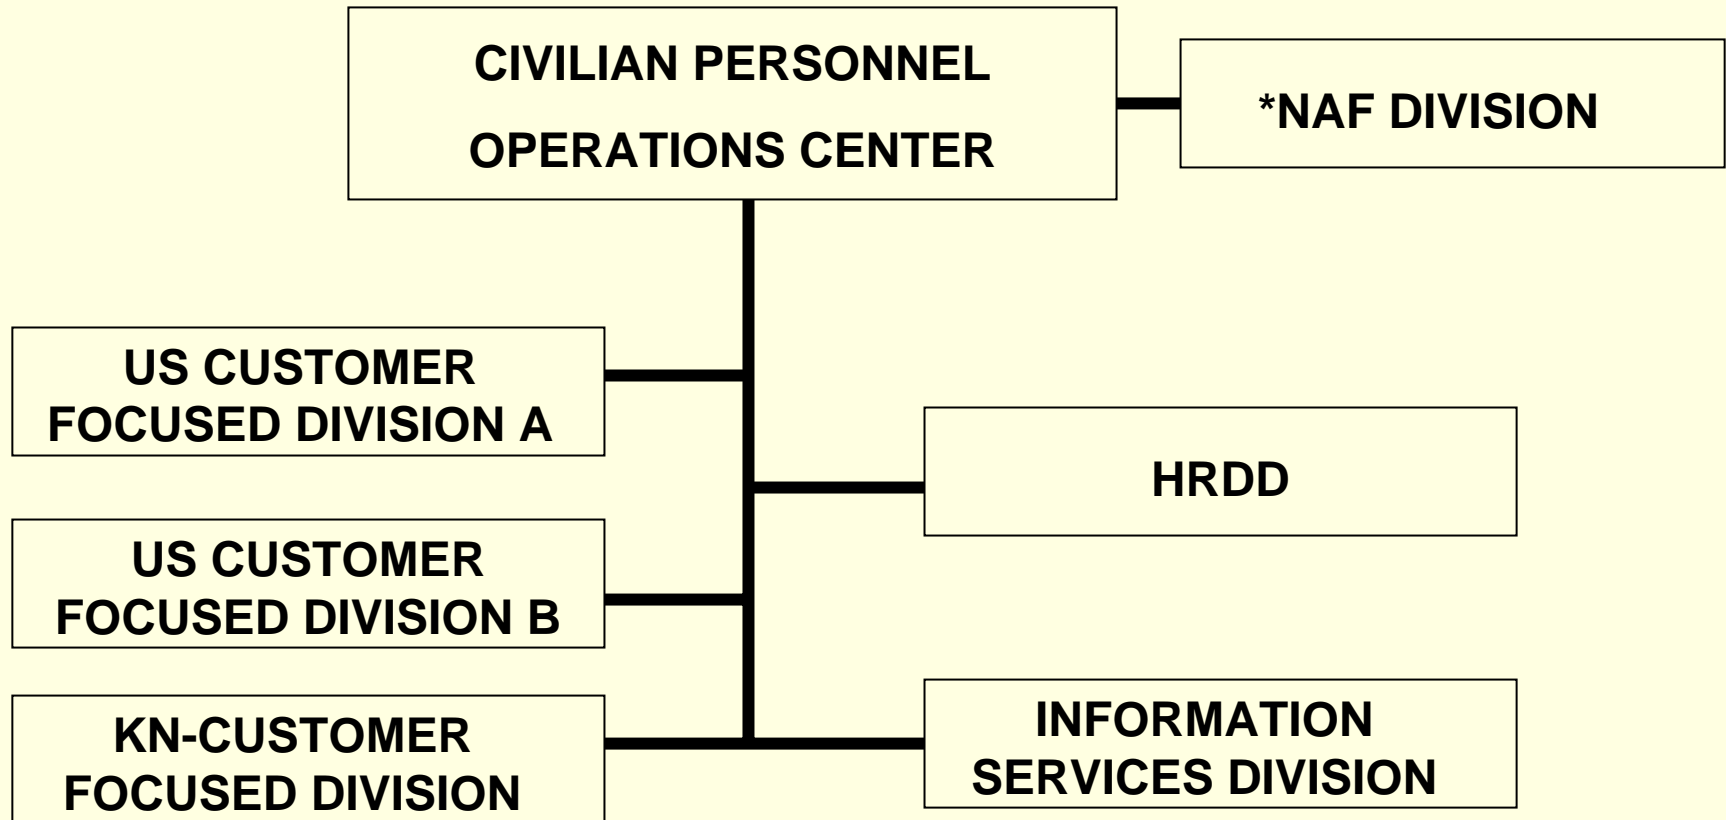 CIVILIAN PERSONNEL
OPERATIONS CENTER
*NAF DIVISION
US CUSTOMER
FOCUSED DIVISION A
HRDD
US CUSTOMER
FOCUSED DIVISION B
KN-CUSTOMER
FOCUSED DIVISION
INFORMATION
SERVICES DIVISION